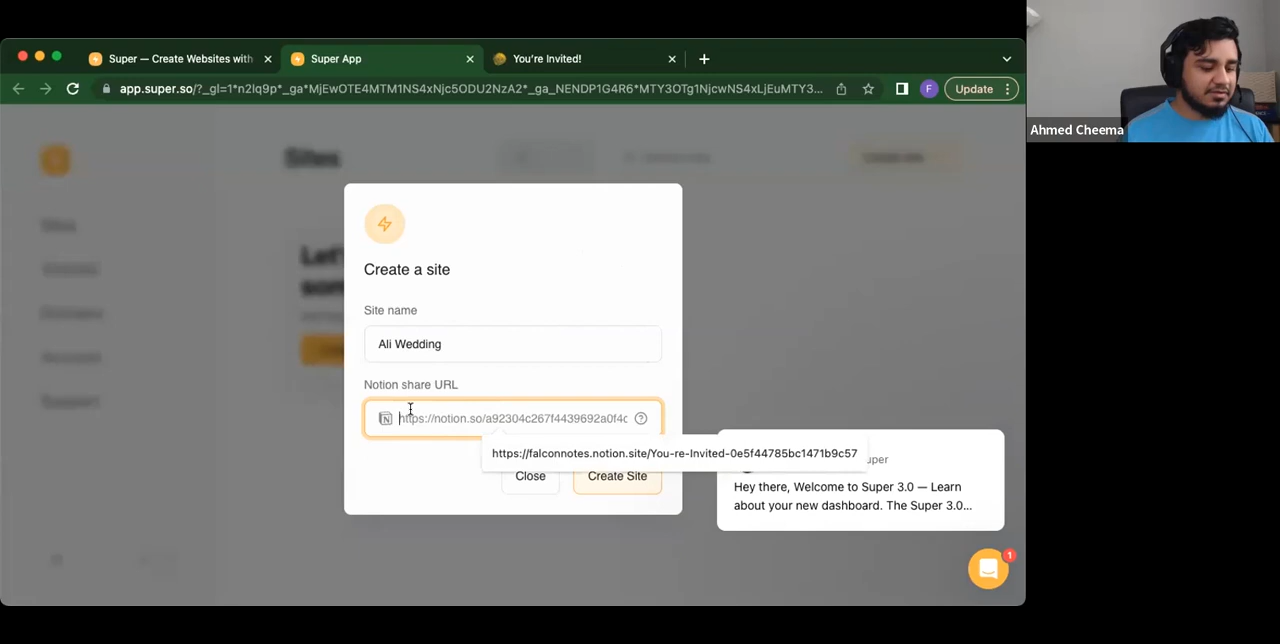 Super — Create Websites with
Super App
You're Invited!
app.super.so/?_gl=1*n2lq9p*_ga*MjEwOTE4MTM1NS4xNjc5ODU2NzA2*_ga_NENDP1G4R6*MTY3OTg1NjcwNS4xLjEuMTY3...
F
Update
Ahmed Cheema
Sites
Create a site
Site name
Ali Wedding
Notion share URL
https://notion.so/a92304c267f4439692a0f4c
https://falconnotes.notion.site/You-re-Invited-0e5f44785bc1471b9c57
Close
Create Site
uper
Hey there, Welcome to Super 3.0 — Learn
about your new dashboard. The Super 3.0...
1